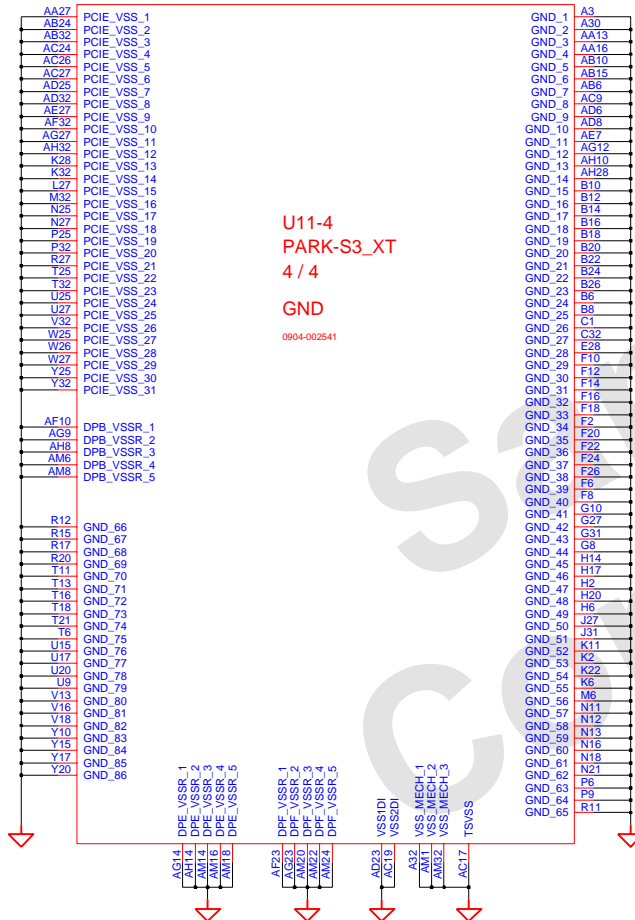 AA27 PCIE_VSS_1
AB24 PCIE_VSS_2
AB32 PCIE_VSS_3
AC24 PCIE_VSS_4
AC26 PCIE_VSS_5
AC27 PCIE_VSS_6
AD25 PCIE_VSS_7
AD32 PCIE_VSS_8
AE27 PCIE_VSS_9
AF32 PCIE_VSS_10
AG27 PCIE_VSS_11
AH32 PCIE_VSS_12
K28 PCIE_VSS_13
K32 PCIE_VSS_14
L27 PCIE_VSS_15
M32 PCIE_VSS_16
N25 PCIE_VSS_17
N27 PCIE_VSS_18
P25 PCIE_VSS_19
P32 PCIE_VSS_20
R27 PCIE_VSS_21
T25 PCIE_VSS_22
T32 PCIE_VSS_23
U25 PCIE_VSS_24
U27 PCIE_VSS_25
V32 PCIE_VSS_26
W25 PCIE_VSS_27
W26 PCIE_VSS_28
W27 PCIE_VSS_29
Y25 PCIE_VSS_30
Y32 PCIE_VSS_31
AF10 DPB_VSSR_1
AG9 DPB_VSSR_2
AH8 DPB_VSSR_3
AM6 DPB_VSSR_4
AM8 DPB_VSSR_5
R12 GND_66
R15 GND_67
R17 GND_68
R20 GND_69
T11 GND_70
T13 GND_71
T16 GND_72
T18 GND_73
T21 GND_74
T6 GND_75
U15 GND_76
U17 GND_77
U20 GND_78
U9 GND_79
V13 GND_80
V16 GND_81
V18 GND_82
Y10 GND_83
Y15 GND_84
Y17 GND_85
Y20 GND_86
U11-4
PARK-S3_XT
4 / 4
GND
0904-002541
GND_1 A3
GND_2 A30
GND_3 AA13
GND_4 AA16
GND_5 AB10
GND_6 AB15
GND_7 AB6
GND_8 AC9
GND_9 AD6
GND_10 AD8
GND_11 AE7
GND_12 AG12
GND_13 AH10
GND_14 AH28
GND_15 B10
GND_16 B12
GND_17 B14
GND_18 B16
GND_19 B18
GND_20 B20
GND_21 B22
GND_22 B24
GND_23 B26
GND_24 B6
GND_25 B8
GND_26 C1
GND_27 C32
GND_28 E28
GND_29 F10
GND_30 F12
GND_31 F14
GND_32 F16
GND_33 F18
GND_34 F2
GND_35 F20
GND_36 F22
GND_37 F24
GND_38 F26
GND_39 F6
GND_40 F8
GND_41 G10
GND_42 G27
GND_43 G31
GND_44 G8
GND_45 H14
GND_46 H17
GND_47 H2
GND_48 H20
GND_49 H6
GND_50 J27
GND_51 J31
GND_52 K11
GND_53 K2
GND_54 K22
GND_55 K6
GND_56 M6
GND_57 N11
GND_58 N12
GND_59 N13
GND_60 N16
GND_61 N18
GND_62 N21
GND_63 P6
GND_64 P9
GND_65 R11
DPE_VSSR_1 AG14
DPE_VSSR_2 AH14
DPE_VSSR_3 AM14
DPE_VSSR_4 AM16
DPE_VSSR_5 AM18
DPF_VSSR_1 AF23
DPF_VSSR_2 AG23
DPF_VSSR_3 AM20
DPF_VSSR_4 AM22
DPF_VSSR_5 AM24
VSS1DI AD23
VSS2DI AC19
VSS_MECH_1 A32
VSS_MECH_2 AM1
VSS_MECH_3 AM32
TSVSS AC17